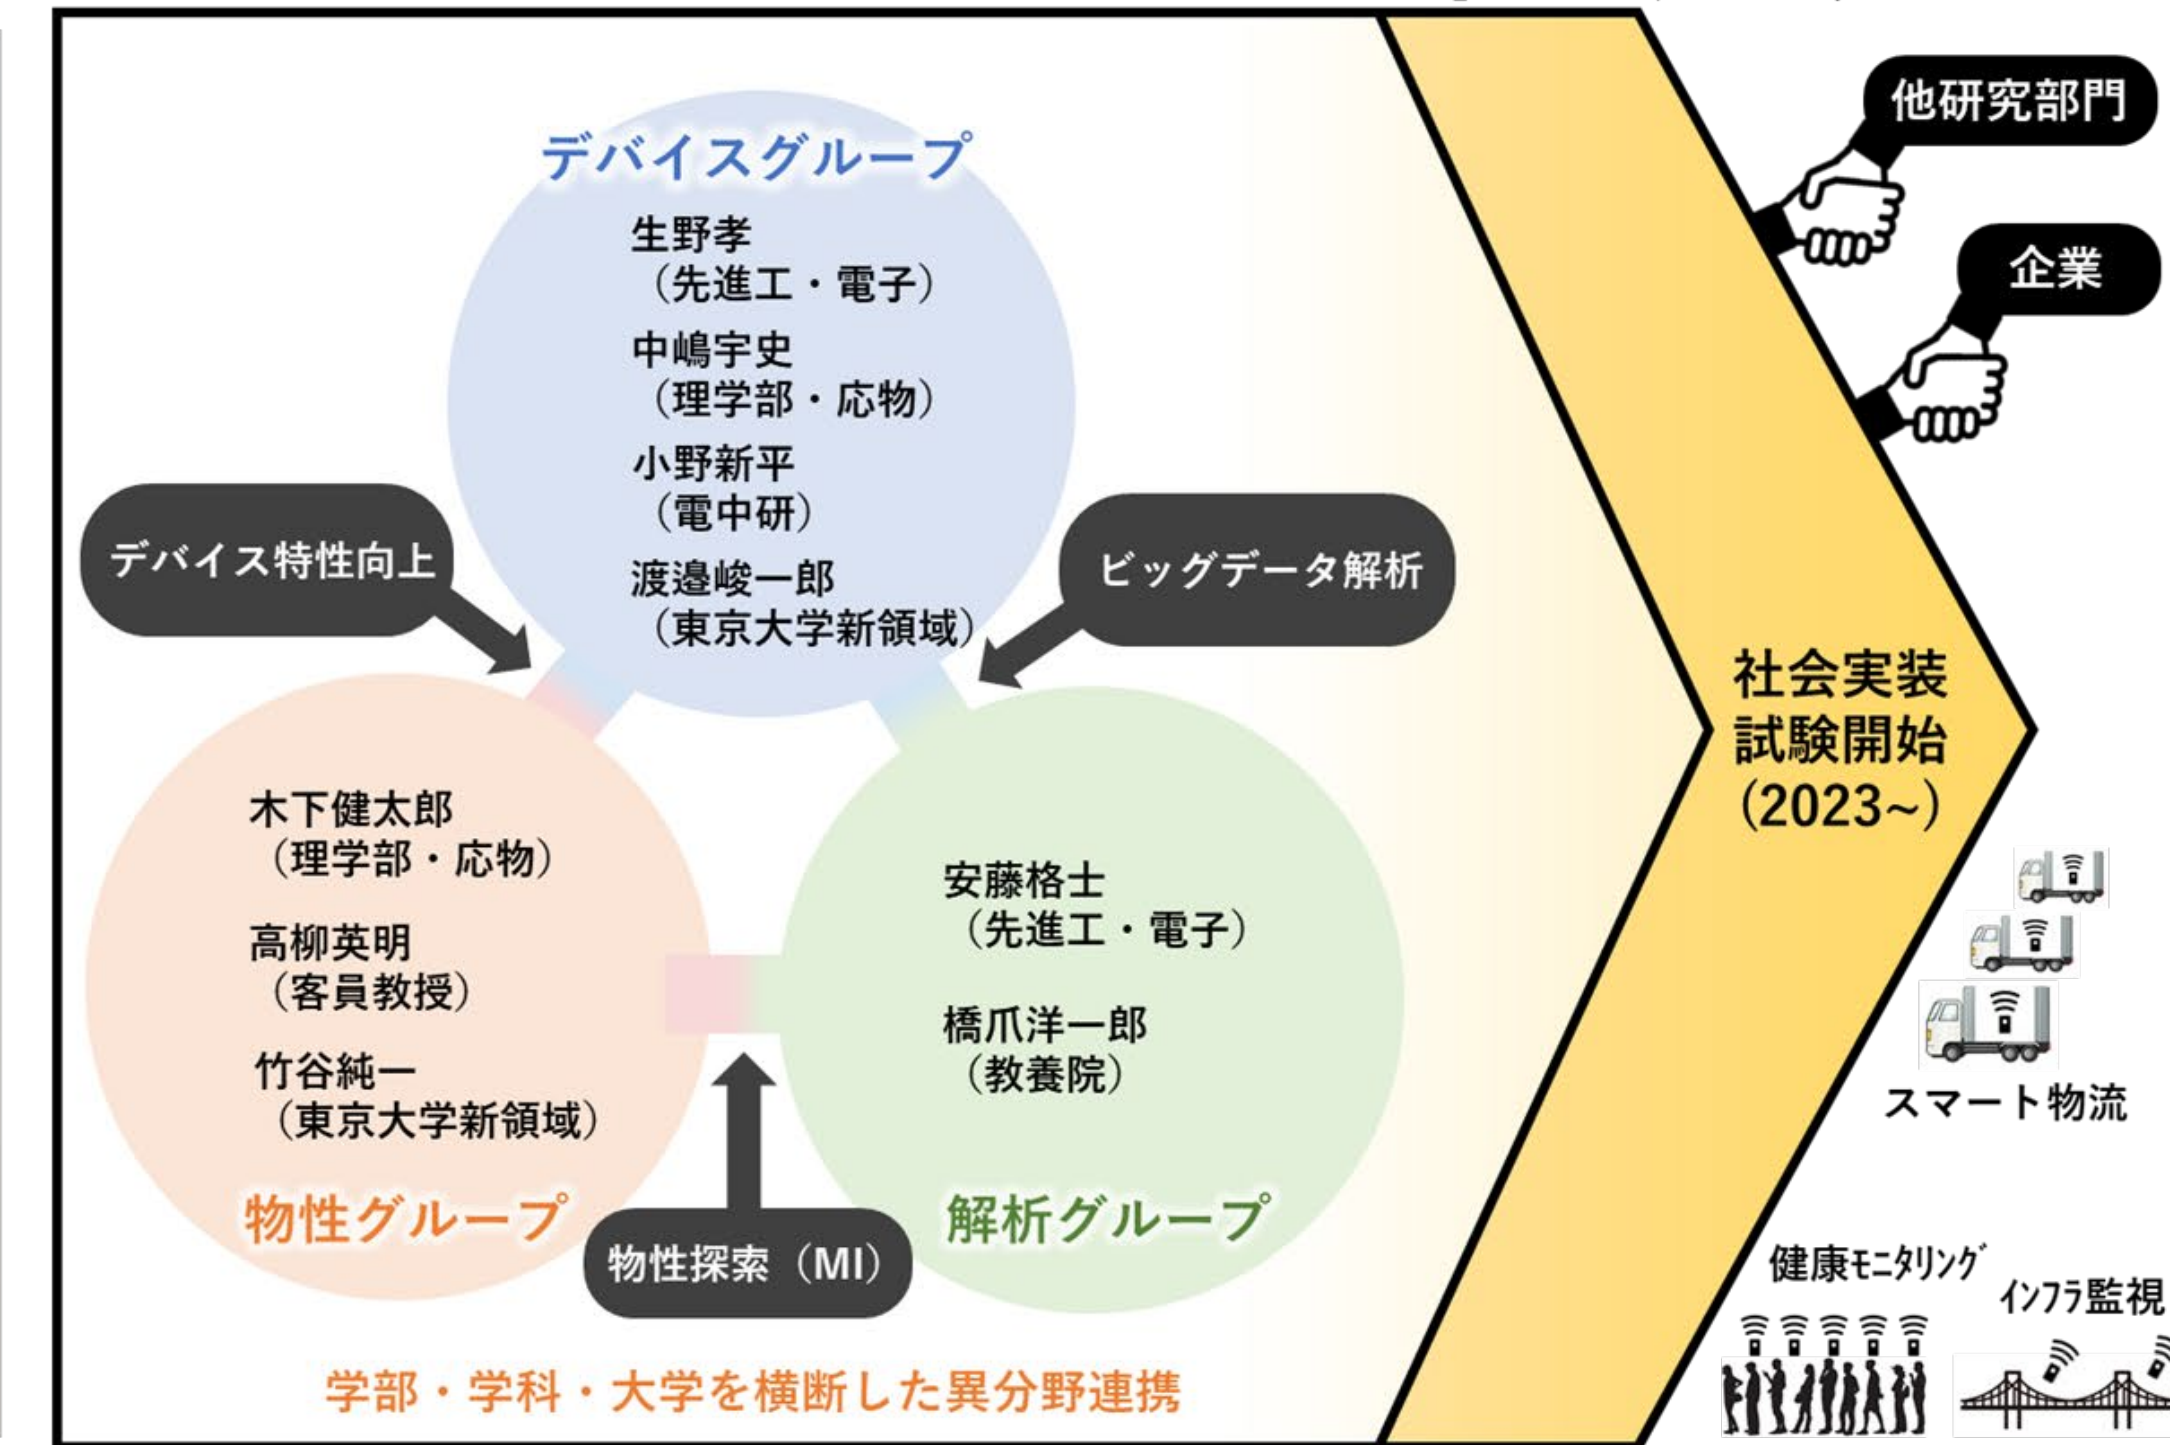 デバイスグループ
生野孝
（先進工・電子）
中嶋宇史
（理学部・応物）
小野新平
（電中研）
渡邉峻一郎
（東京大学新領域）
デバイス特性向上
ビッグデータ解析
木下健太郎
（理学部・応物）
高柳英明
（客員教授）
竹谷純一
（東京大学新領域）
物性グループ
安藤格士
（先進工・電子）
橋爪洋一郎
（教養院）
解析グループ
物性探索（MI）
学部・学科・大学を横断した異分野連携
社会実装
試験開始
（2023~）
他研究部門
企業
スマート物流
健康ﾓﾆﾀﾘﾝｸﾞ
ｲﾝﾌﾗ監視